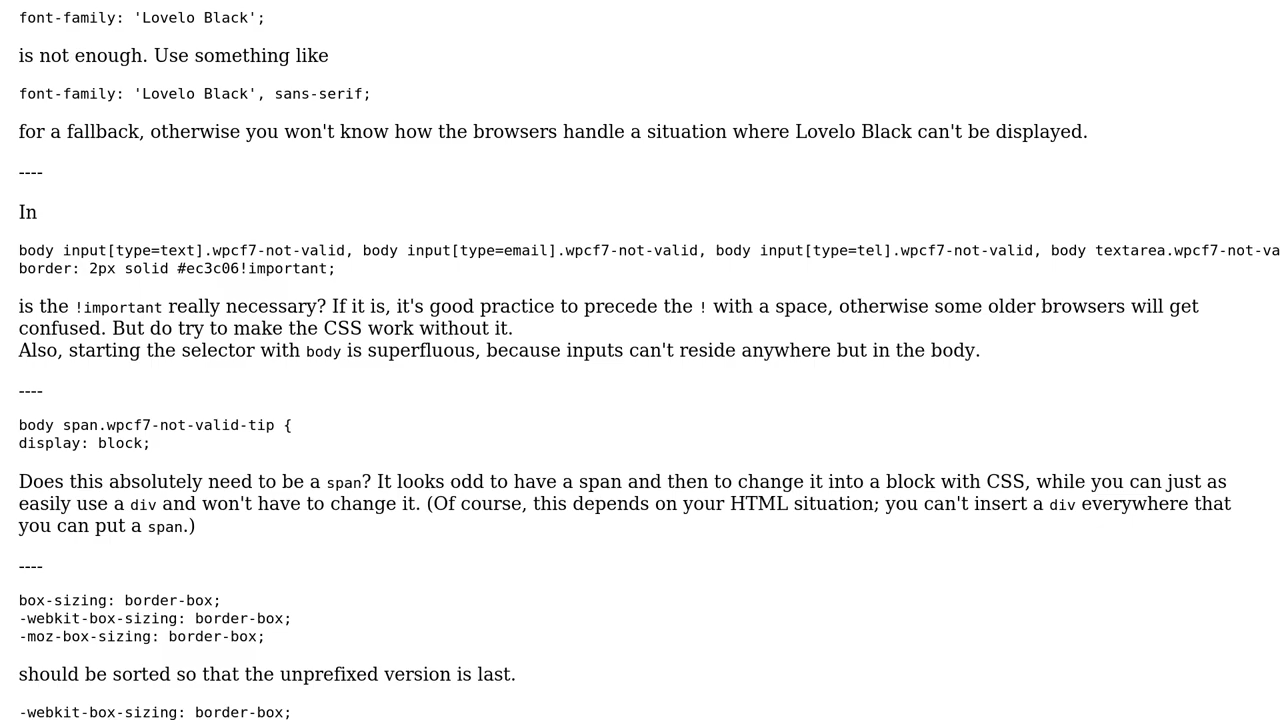 font-family: 'Lovelo Black';
is not enough. Use something like
font-family: 'Lovelo Black', sans-serif;
for a fallback, otherwise you won't know how the browsers handle a situation where Lovelo Black can't be displayed.
----
In
body input[type=text].wpcf7-not-valid, body input[type=email].wpcf7-not-valid, body input[type=tel].wpcf7-not-valid, body textarea.wpcf7-not-va
border: 2px solid #ec3c06!important;
is the !important really necessary? If it is, it's good practice to precede the ! with a space, otherwise some older browsers will get
confused. But do try to make the CSS work without it.
Also, starting the selector with body is superfluous, because inputs can't reside anywhere but in the body.
----
body span.wpcf7-not-valid-tip {
display: block;
Does this absolutely need to be a span? It looks odd to have a span and then to change it into a block with CSS, while you can just as
easily use a div and won't have to change it. (Of course, this depends on your HTML situation; you can't insert a div everywhere that
you can put a span.)
----
box-sizing: border-box;
-webkit-box-sizing: border-box;
-moz-box-sizing: border-box;
should be sorted so that the unprefixed version is last.
-webkit-box-sizing: border-box;